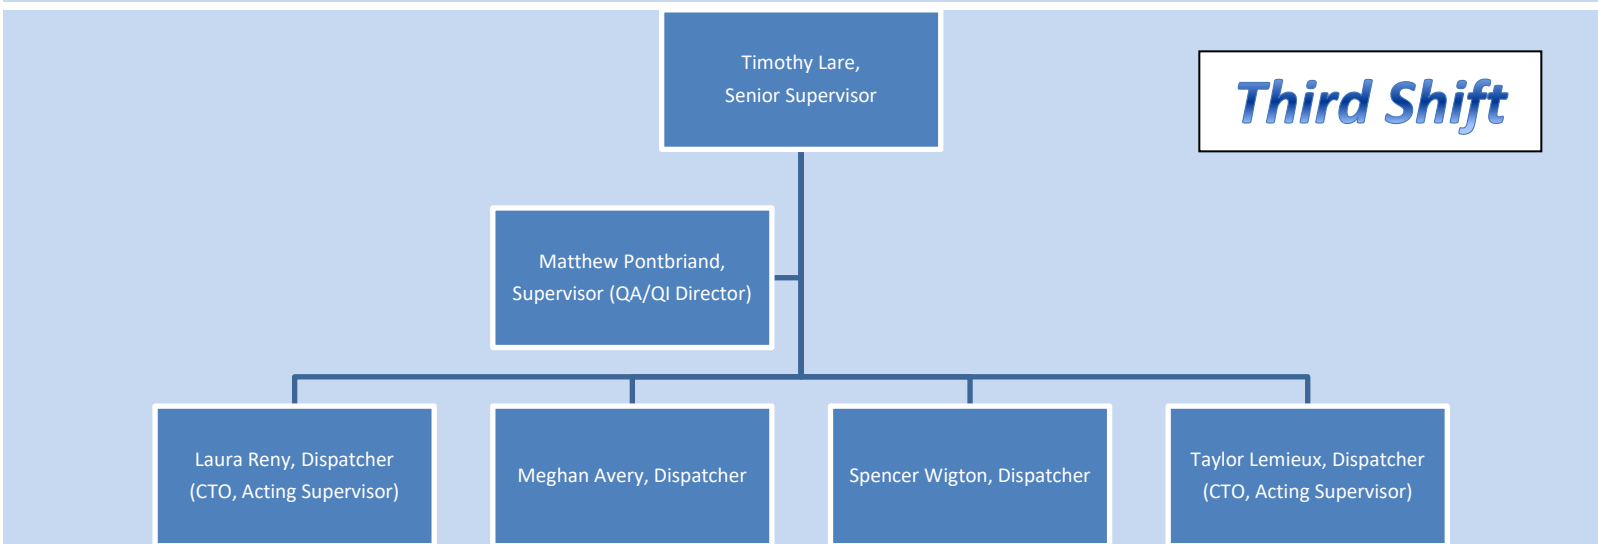 Timothy Lare,
Senior Supervisor
Third Shift
Matthew Pontbriand,
Supervisor (QA/QI Director)
Laura Reny, Dispatcher
(CTO, Acting Supervisor)
Meghan Avery, Dispatcher
Spencer Wigton, Dispatcher
Taylor Lemieux, Dispatcher
(CTO, Acting Supervisor)